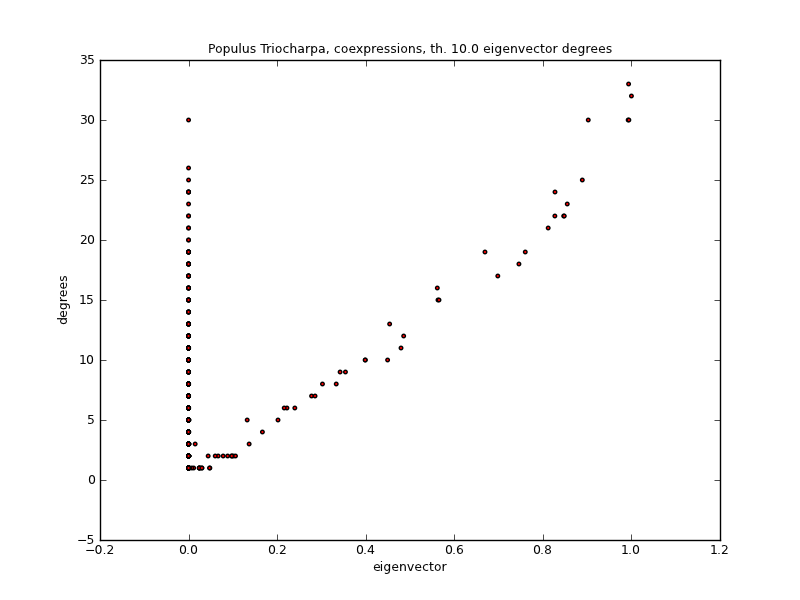 Populus Triocharpa, coexpressions, th. 10.0 eigenvector degrees
35
30
25
20
15
10
5
0
−5
degrees
−0.2 0.0 0.2 0.4 0.6 0.8 1.0 1.2
eigenvector